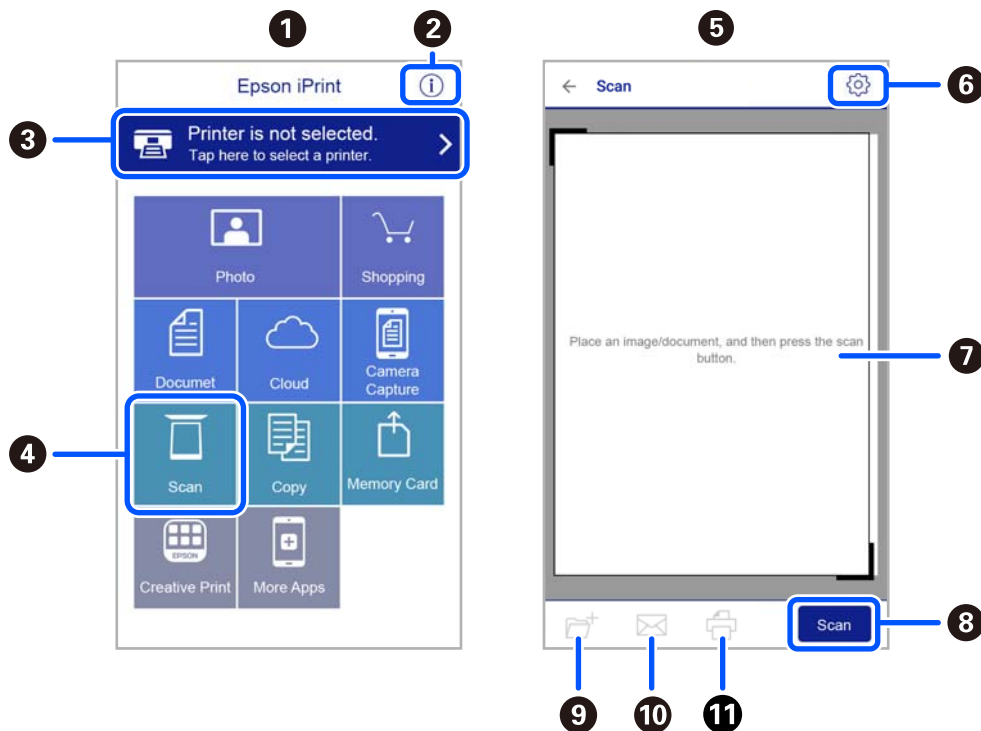 1
2
Epson iPrint
3
Printer is not selected.
Tap here to select a printer.
Photo
Shopping
Documet
Cloud
Camera
Capture
4
Scan
Copy
Memory Card
EPSON
Creative Print
More Apps
5
Scan
6
Place an image/document, and then press the scan
button.
7
Scan
8
9
10
11